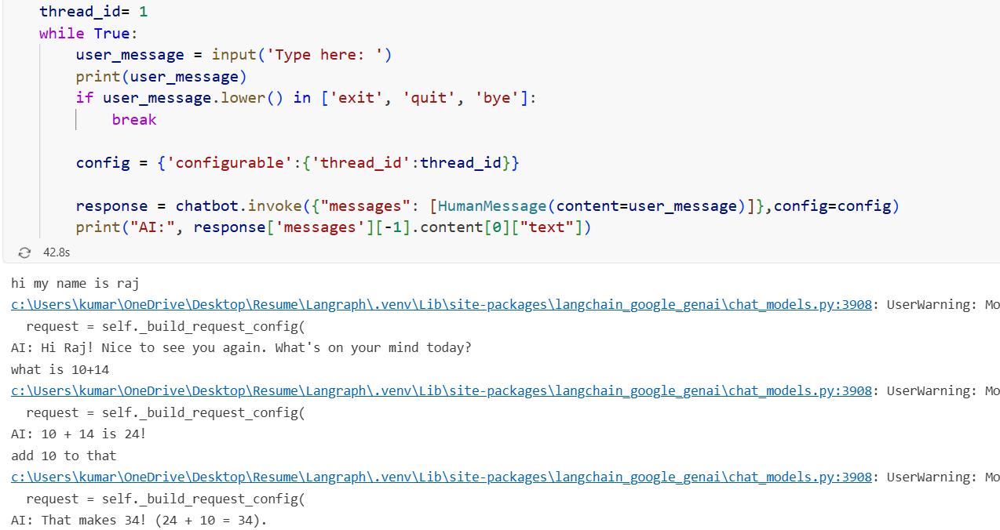 thread_id= 1
while True:
user_message = input('Type here: ')
print(user_message)
if user_message.lower() in ['exit', 'quit', 'bye']:
break
config = {'configurable':{'thread_id':thread_id}}
response = chatbot.invoke({"messages": [HumanMessage(content=user_message)]},config=config)
print("AI:", response['messages'][-1].content[0]["text"])
42.8s
hi my name is raj
c:\Users\kumar\OneDrive\Desktop\Resume\Langraph\.venv\Lib\site-packages\langchain_google_genai\chat_models.py:3908: UserWarning: Mo
request = self._build_request_config(
AI: Hi Raj! Nice to see you again. What's on your mind today?
what is 10+14
c:\Users\kumar\OneDrive\Desktop\Resume\Langraph\.venv\Lib\site-packages\langchain_google_genai\chat_models.py:3908: UserWarning: Mo
request = self._build_request_config(
AI: 10 + 14 is 24!
add 10 to that
c:\Users\kumar\OneDrive\Desktop\Resume\Langraph\.venv\Lib\site-packages\langchain_google_genai\chat_models.py:3908: UserWarning: Mo
request = self._build_request_config(
AI: That makes 34! (24 + 10 = 34).